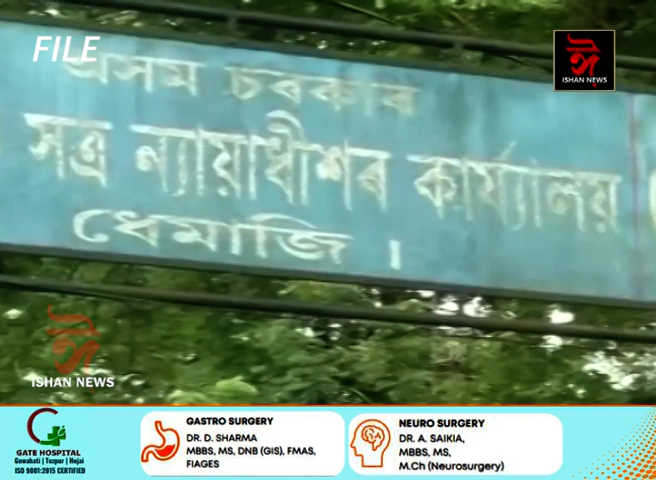 FILE
অসম চৰকাৰ
সত্ৰ ন্যায়াধীশৰ কাৰ্য্যালয়
ধেমাজি ।
ঈ
ISHAN NEWS
ঈ
ISHAN NEWS
GATE HOSPITAL
Guwahati | Tezpur | Hojai
ISO 9001:2015 CERTIFIED
GASTRO SURGERY
DR. D. SHARMA
MBBS, MS, DNB (GIS), FMAS,
FIAGES
NEURO SURGERY
DR. A. SAIKIA,
MBBS, MS,
M.Ch (Neurosurgery)